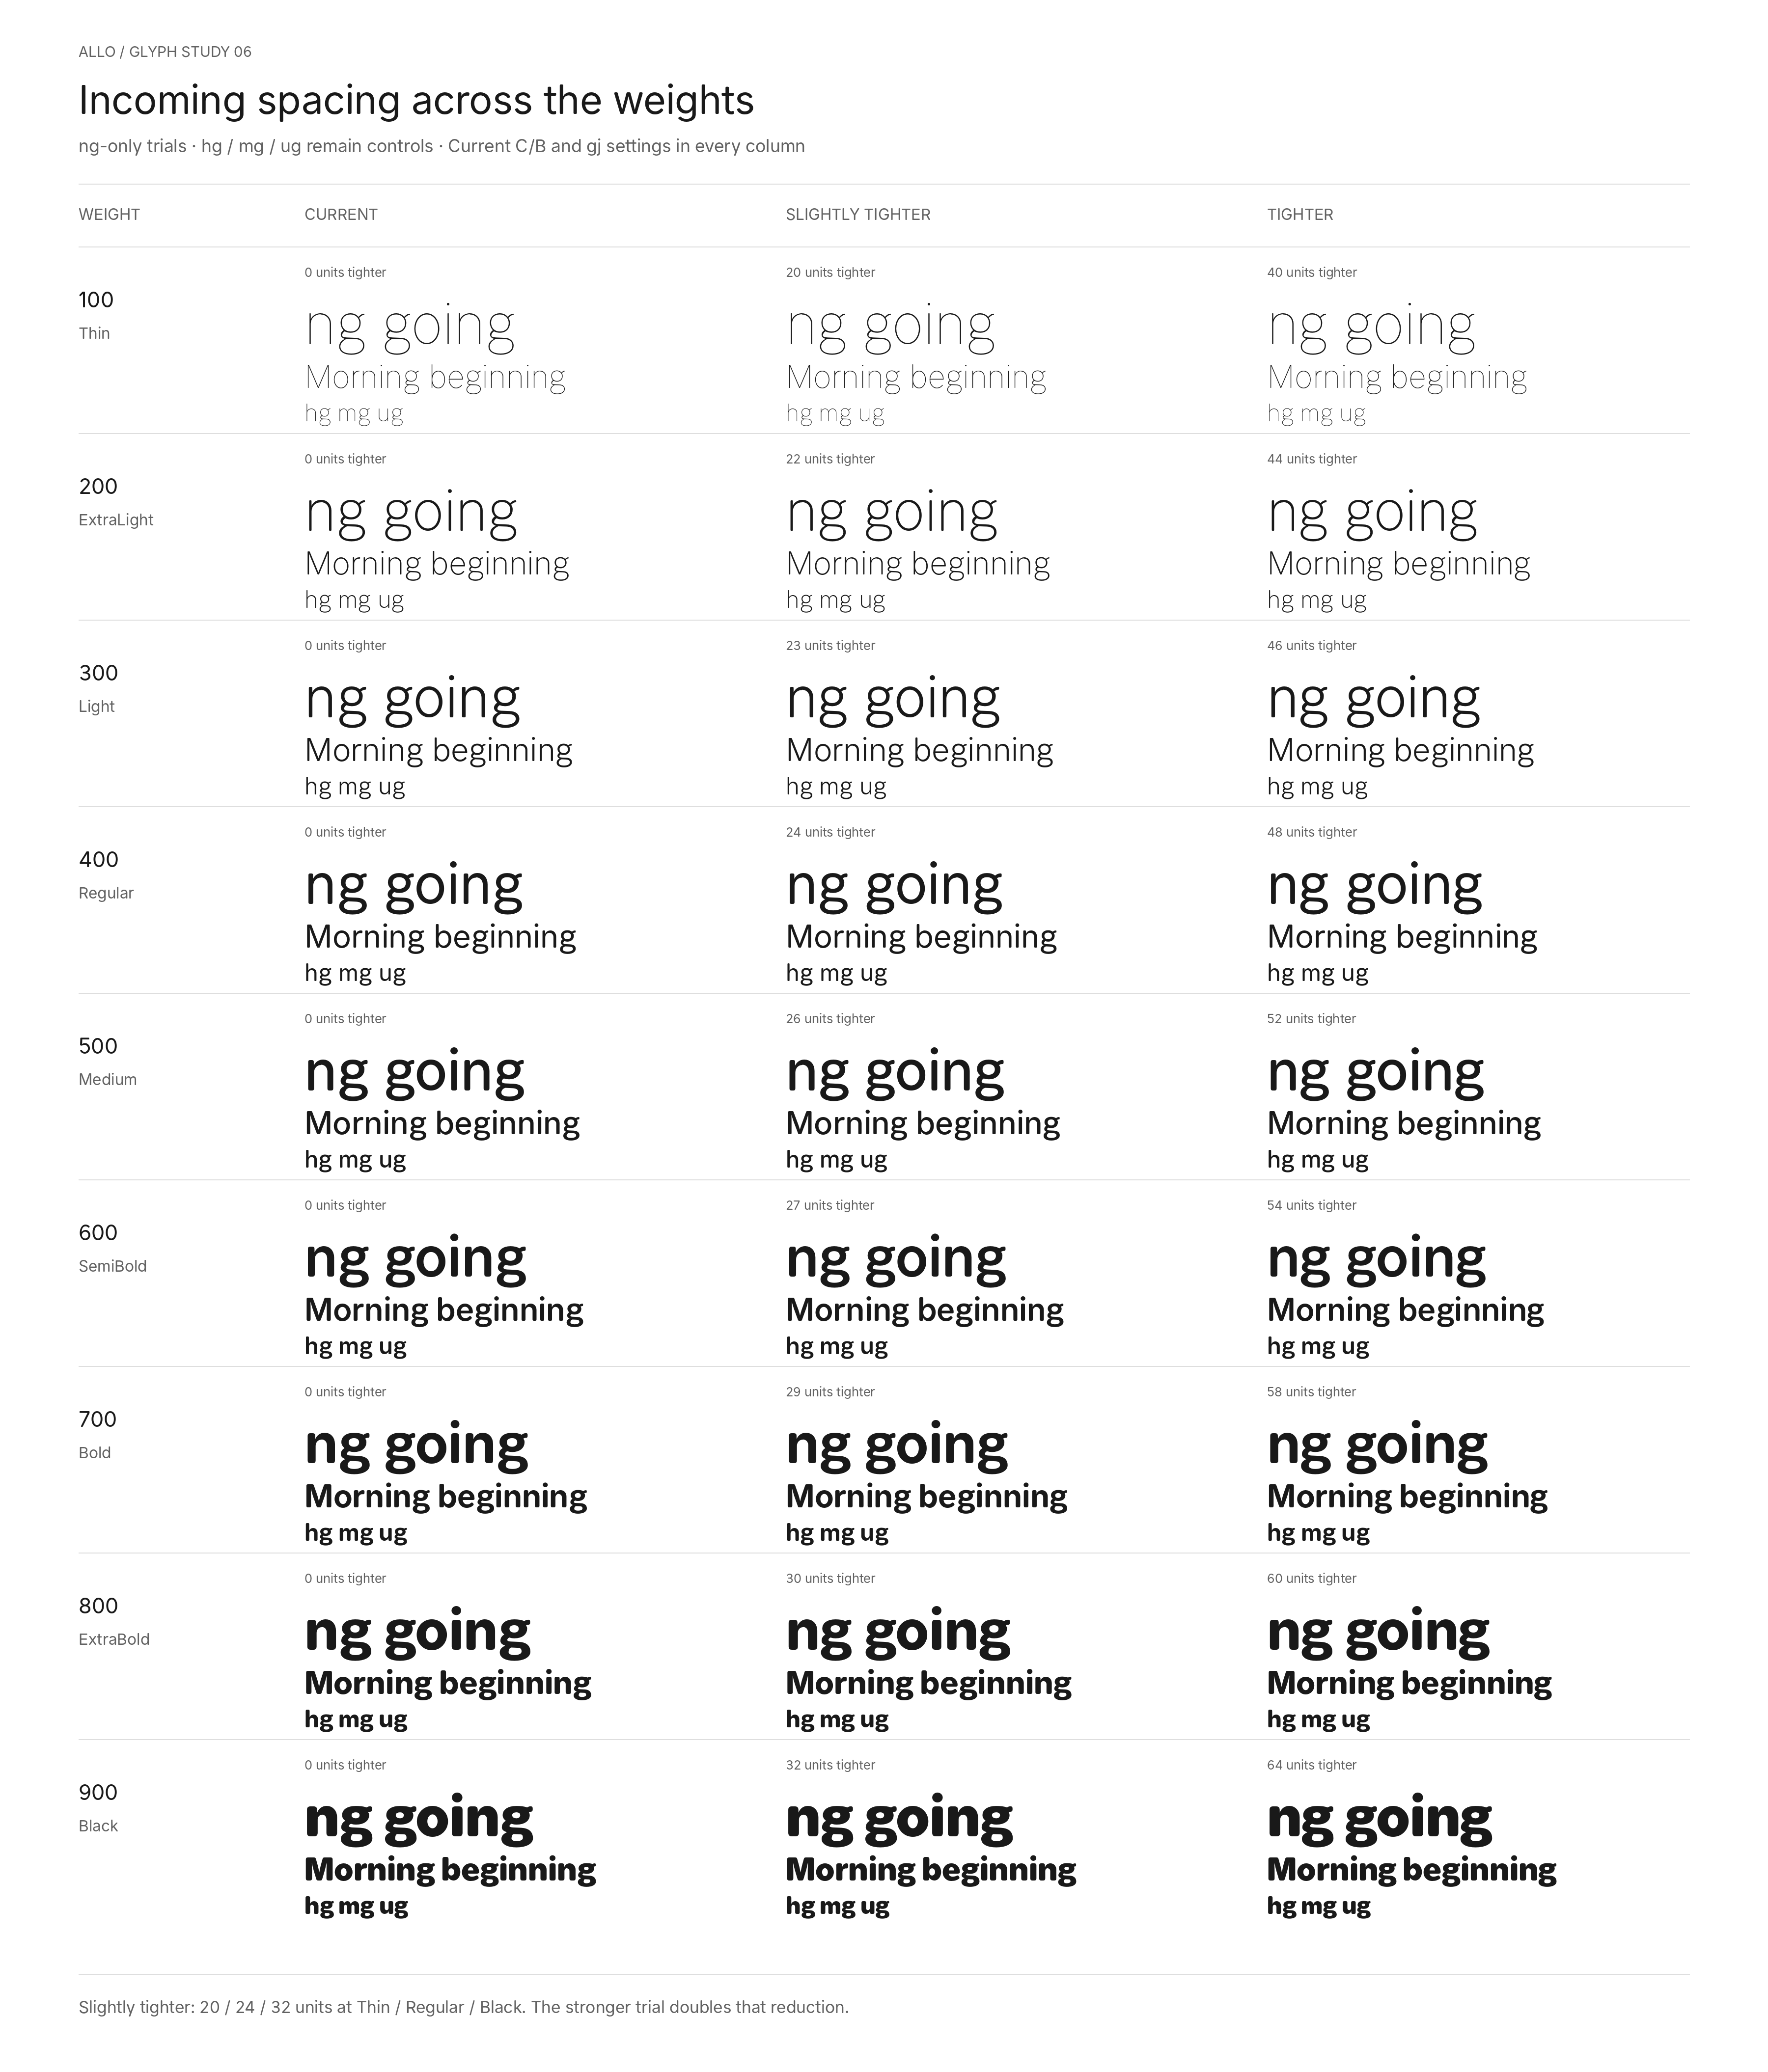 ALLO / GLYPH STUDY 06
Incoming spacing across the weights
ng-only trials · hg / mg / ug remain controls · Current C/B and gj settings in every column
WEIGHT CURRENT SLIGHTLY TIGHTER TIGHTER
0 units tighter 20 units tighter 40 units tighter
100
Thin
ng going ng going ng going
Morning beginning Morning beginning Morning beginning
hg mg ug hg mg ug hg mg ug
0 units tighter 22 units tighter 44 units tighter
200
ExtraLight
ng going ng going ng going
Morning beginning Morning beginning Morning beginning
hg mg ug hg mg ug hg mg ug
0 units tighter 23 units tighter 46 units tighter
300
Light
ng going ng going ng going
Morning beginning Morning beginning Morning beginning
hg mg ug hg mg ug hg mg ug
0 units tighter 24 units tighter 48 units tighter
400
Regular
ng going ng going ng going
Morning beginning Morning beginning Morning beginning
hg mg ug hg mg ug hg mg ug
0 units tighter 26 units tighter 52 units tighter
500
Medium
ng going ng going ng going
Morning beginning Morning beginning Morning beginning
hg mg ug hg mg ug hg mg ug
0 units tighter 27 units tighter 54 units tighter
600
SemiBold
ng going ng going ng going
Morning beginning Morning beginning Morning beginning
hg mg ug hg mg ug hg mg ug
0 units tighter 29 units tighter 58 units tighter
700
Bold
ng going ng going ng going
Morning beginning Morning beginning Morning beginning
hg mg ug hg mg ug hg mg ug
0 units tighter 30 units tighter 60 units tighter
800
ExtraBold
ng going ng going ng going
Morning beginning Morning beginning Morning beginning
hg mg ug hg mg ug hg mg ug
0 units tighter 32 units tighter 64 units tighter
900
Black
ng going ng going ng going
Morning beginning Morning beginning Morning beginning
hg mg ug hg mg ug hg mg ug
Slightly tighter: 20 / 24 / 32 units at Thin / Regular / Black. The stronger trial doubles that reduction.